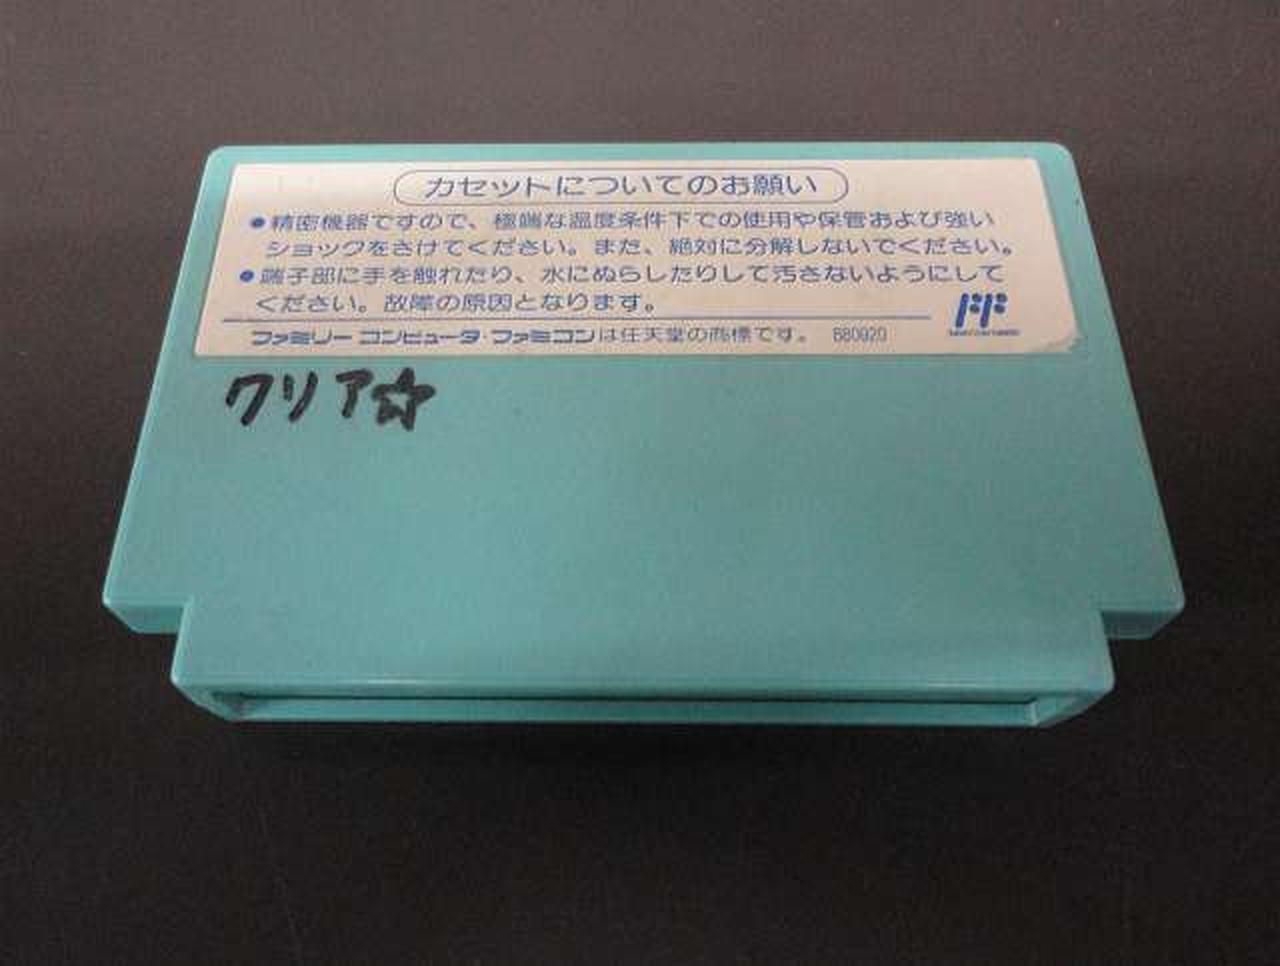 カセットについてのお願い
●精密機器ですので、極端な温度条件下での使用や保管および強い
ショックをさけてください。また、絶対に分解しないでください。
●端子部に手を触れたり、水にぬらしたりして汚さないようにして
ください。故障の原因となります。
ファミリー コンピュータ ファミコンは任天堂の商標です。 880920
クリア☆